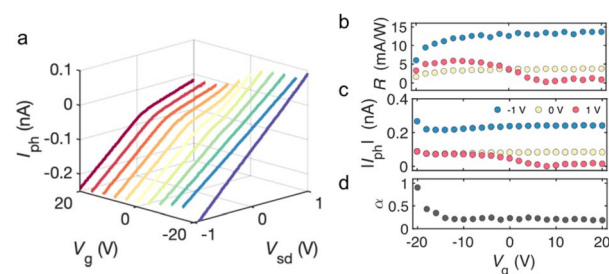 a
I_ph (nA)
0.1
0
-0.1
-0.2
20
0
-20
V_g (V)
-1
0
1
V_sd (V)
b
R (mA/W)
15
10
5
0
c
|I_ph| (nA)
0.4
0.2
0
-1 V
0 V
1 V
d
α
1
0.5
0
-20
-10
0
10
20
V_g (V)